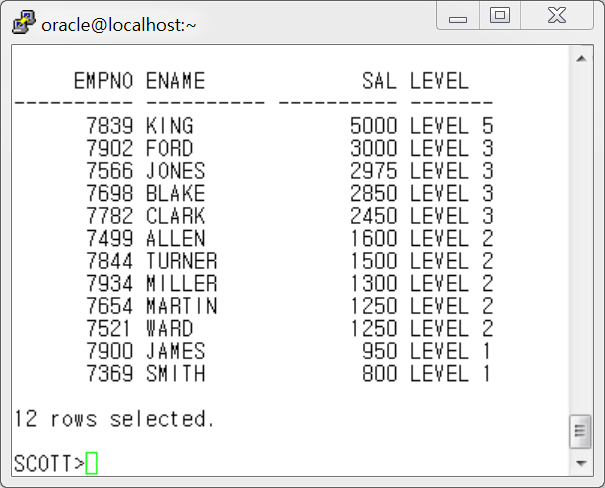 oracle@localhost:~
EMPNO ENAME SAL LEVEL
---------- ---------- ---------- -------
7839 KING 5000 LEVEL 5
7902 FORD 3000 LEVEL 3
7566 JONES 2975 LEVEL 3
7698 BLAKE 2850 LEVEL 3
7782 CLARK 2450 LEVEL 3
7499 ALLEN 1600 LEVEL 2
7844 TURNER 1500 LEVEL 2
7934 MILLER 1300 LEVEL 2
7654 MARTIN 1250 LEVEL 2
7521 WARD 1250 LEVEL 2
7900 JAMES 950 LEVEL 1
7369 SMITH 800 LEVEL 1
12 rows selected.
SCOTT>